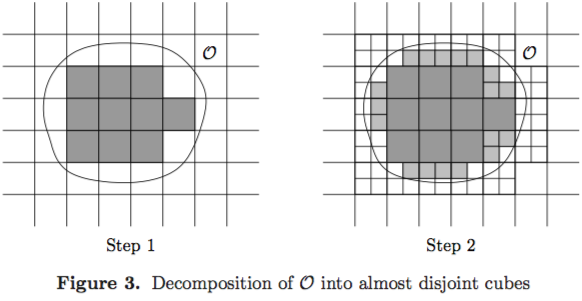 𝒪
𝒪
Step 1
Step 2
Figure 3. Decomposition of 𝒪 into almost disjoint cubes